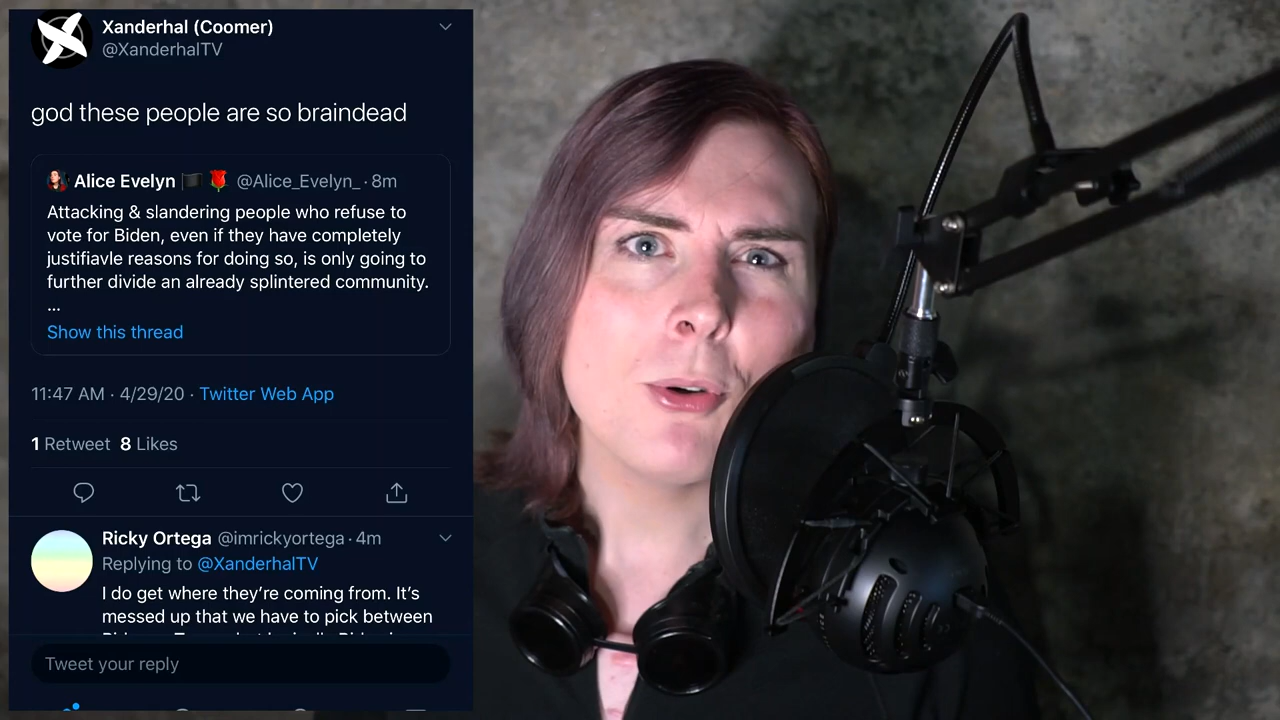 Xanderhal (Coomer)
@XanderhalTV
god these people are so braindead
Alice Evelyn 🏴🌹 @Alice_Evelyn_ · 8m
Attacking & slandering people who refuse to
vote for Biden, even if they have completely
justifiavle reasons for doing so, is only going to
further divide an already splintered community.
...
Show this thread
11:47 AM · 4/29/20 · Twitter Web App
1 Retweet 8 Likes
Ricky Ortega @imrickyortega · 4m
Replying to @XanderhalTV
I do get where they're coming from. It's
messed up that we have to pick between
Tweet your reply